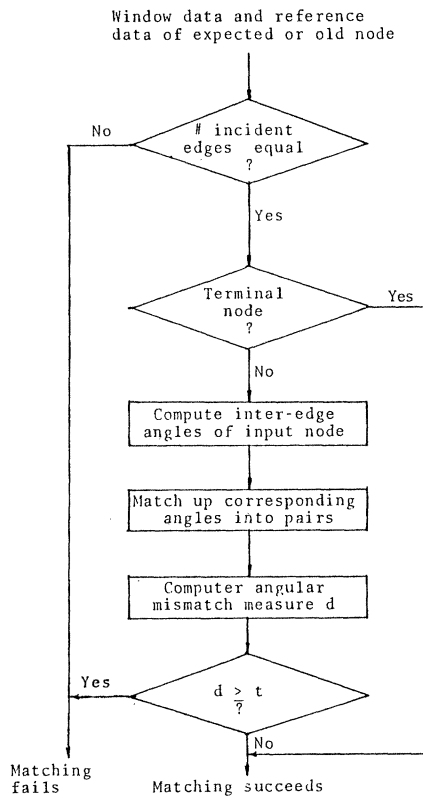 Window data and reference
data of expected or old node
No
# incident
edges equal
?
Yes
Terminal
node
?
Yes
No
Compute inter-edge
angles of input node
Match up corresponding
angles into pairs
Computer angular
mismatch measure d
Yes
d ≥ t
?
No
Matching
fails
Matching succeeds